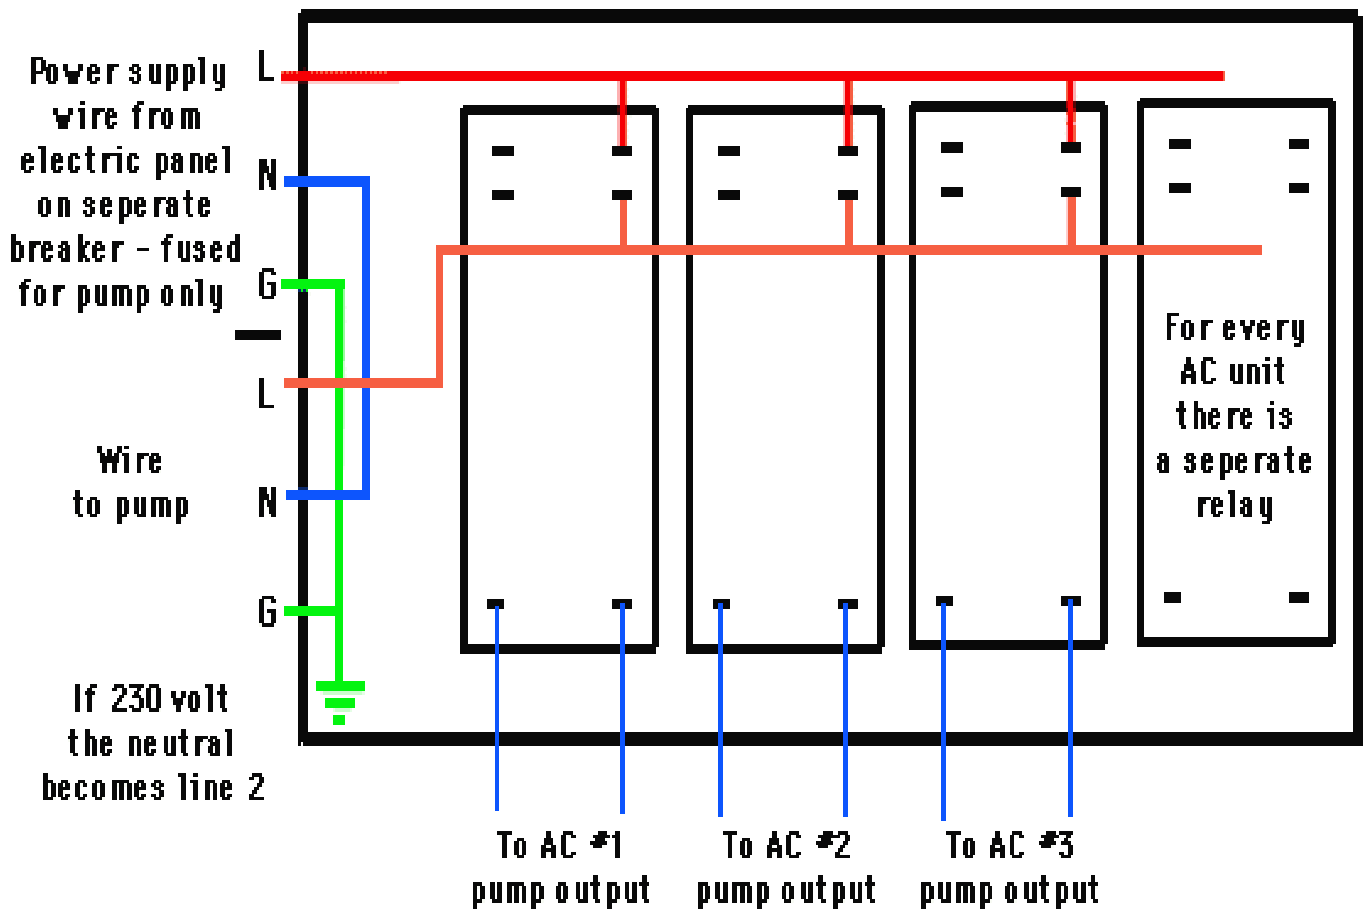 Power supply
wire from
electric panel
on seperate
breaker - fused
for pump only
L
N
G
L
N
G
Wire
to pump
If 230 volt
the neutral
becomes line 2
For every
AC unit
there is
a seperate
relay
To AC #1
pump output
To AC #2
pump output
To AC #3
pump output